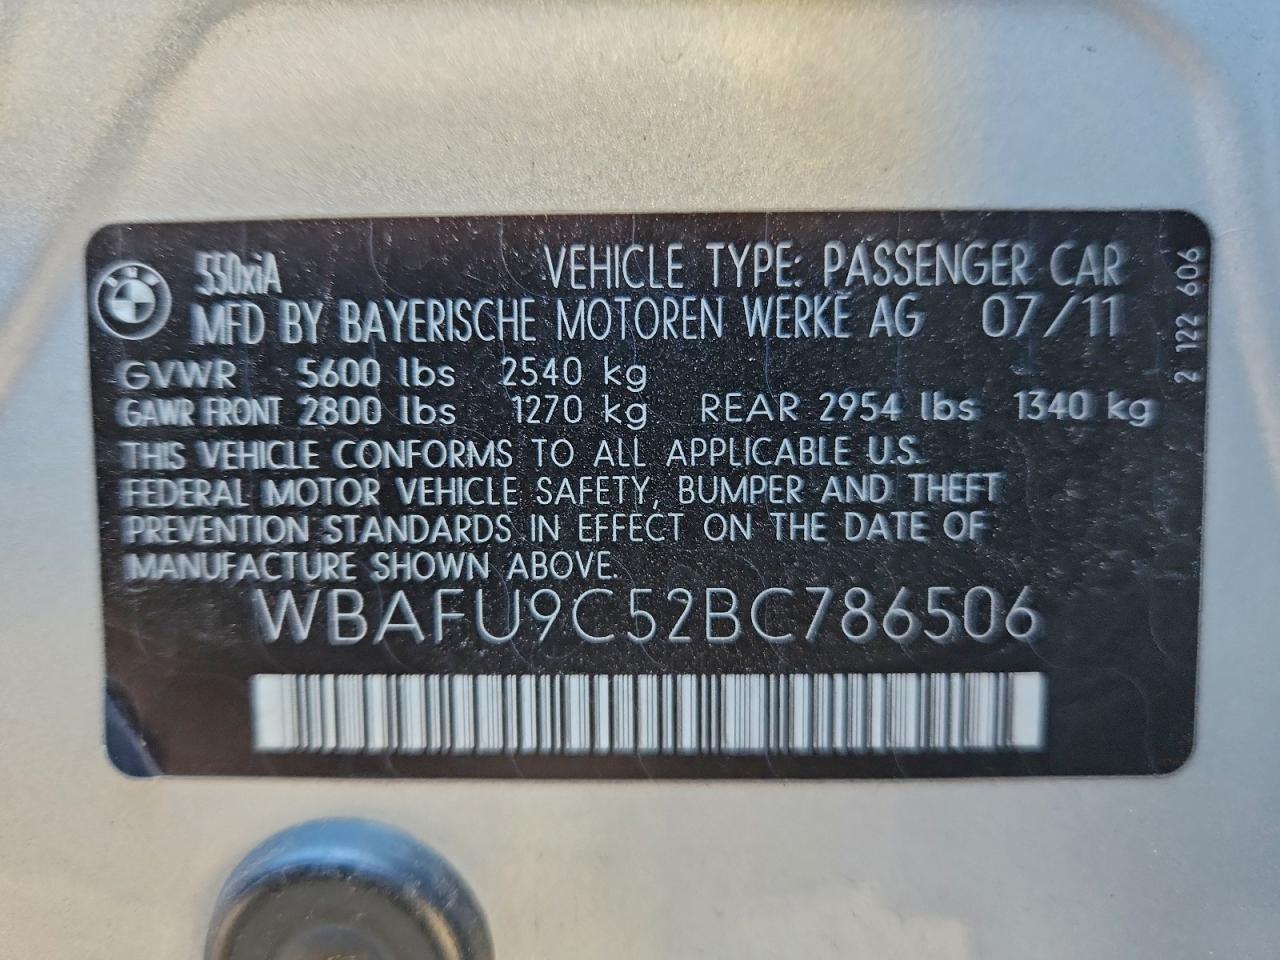 550xiA VEHICLE TYPE: PASSENGER CAR
MFD BY BAYERISCHE MOTOREN WERKE AG 07/11
GVWR 5600 lbs 2540 kg
GAWR FRONT 2800 lbs 1270 kg REAR 2954 lbs 1340 kg
THIS VEHICLE CONFORMS TO ALL APPLICABLE U.S.
FEDERAL MOTOR VEHICLE SAFETY, BUMPER AND THEFT
PREVENTION STANDARDS IN EFFECT ON THE DATE OF
MANUFACTURE SHOWN ABOVE.
WBAFU9C52BC786506
2 122 606